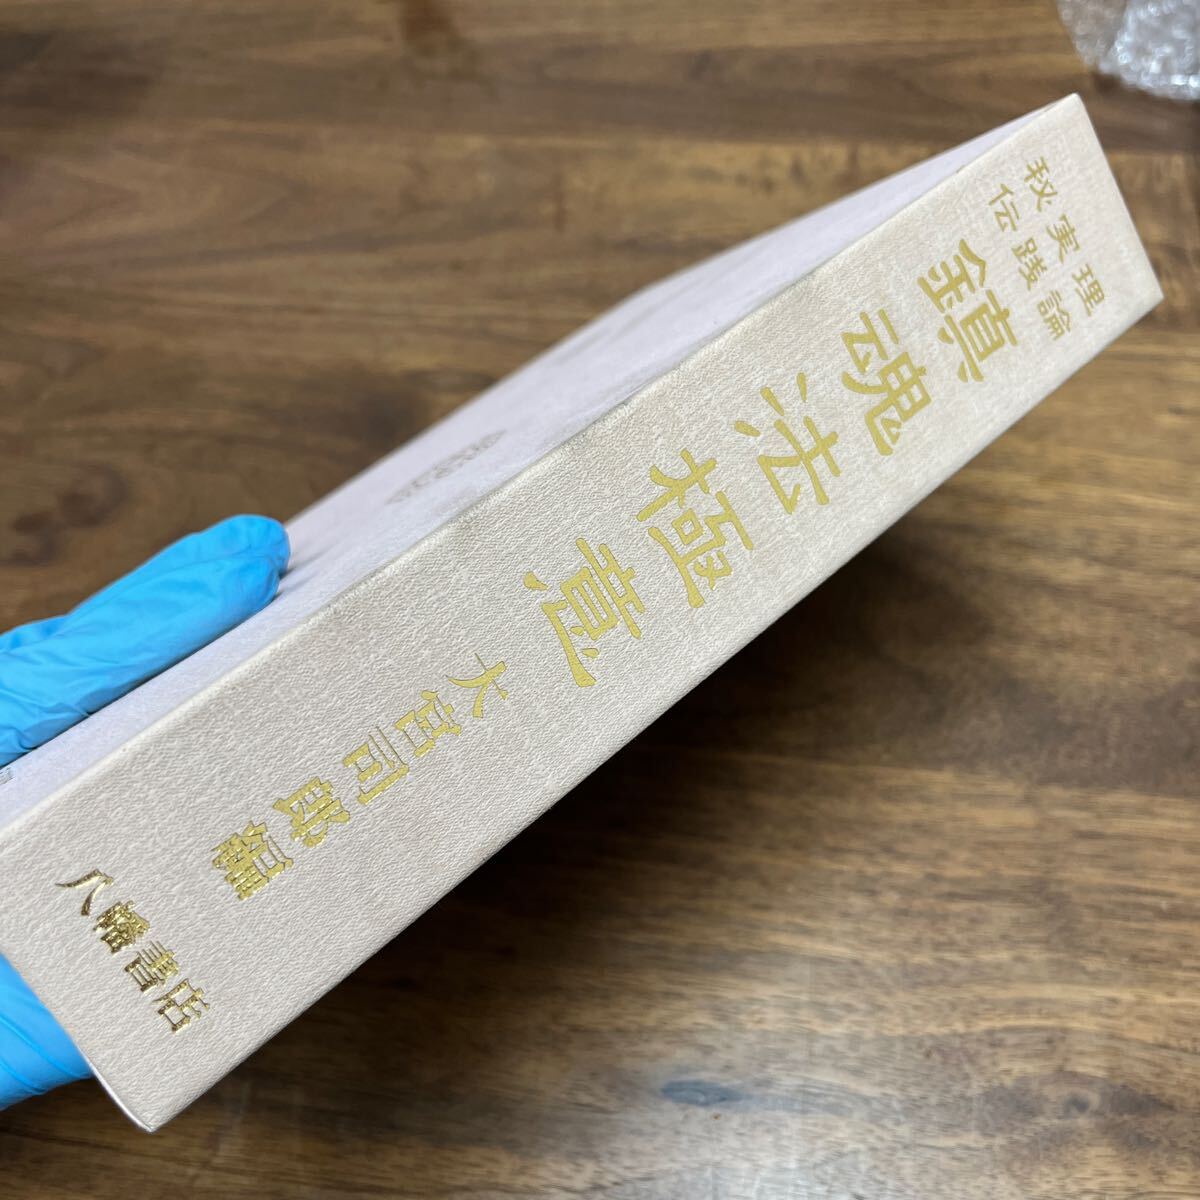 理論
実践
秘伝
鎮魂法極意
大宮司郎編
八幡書店